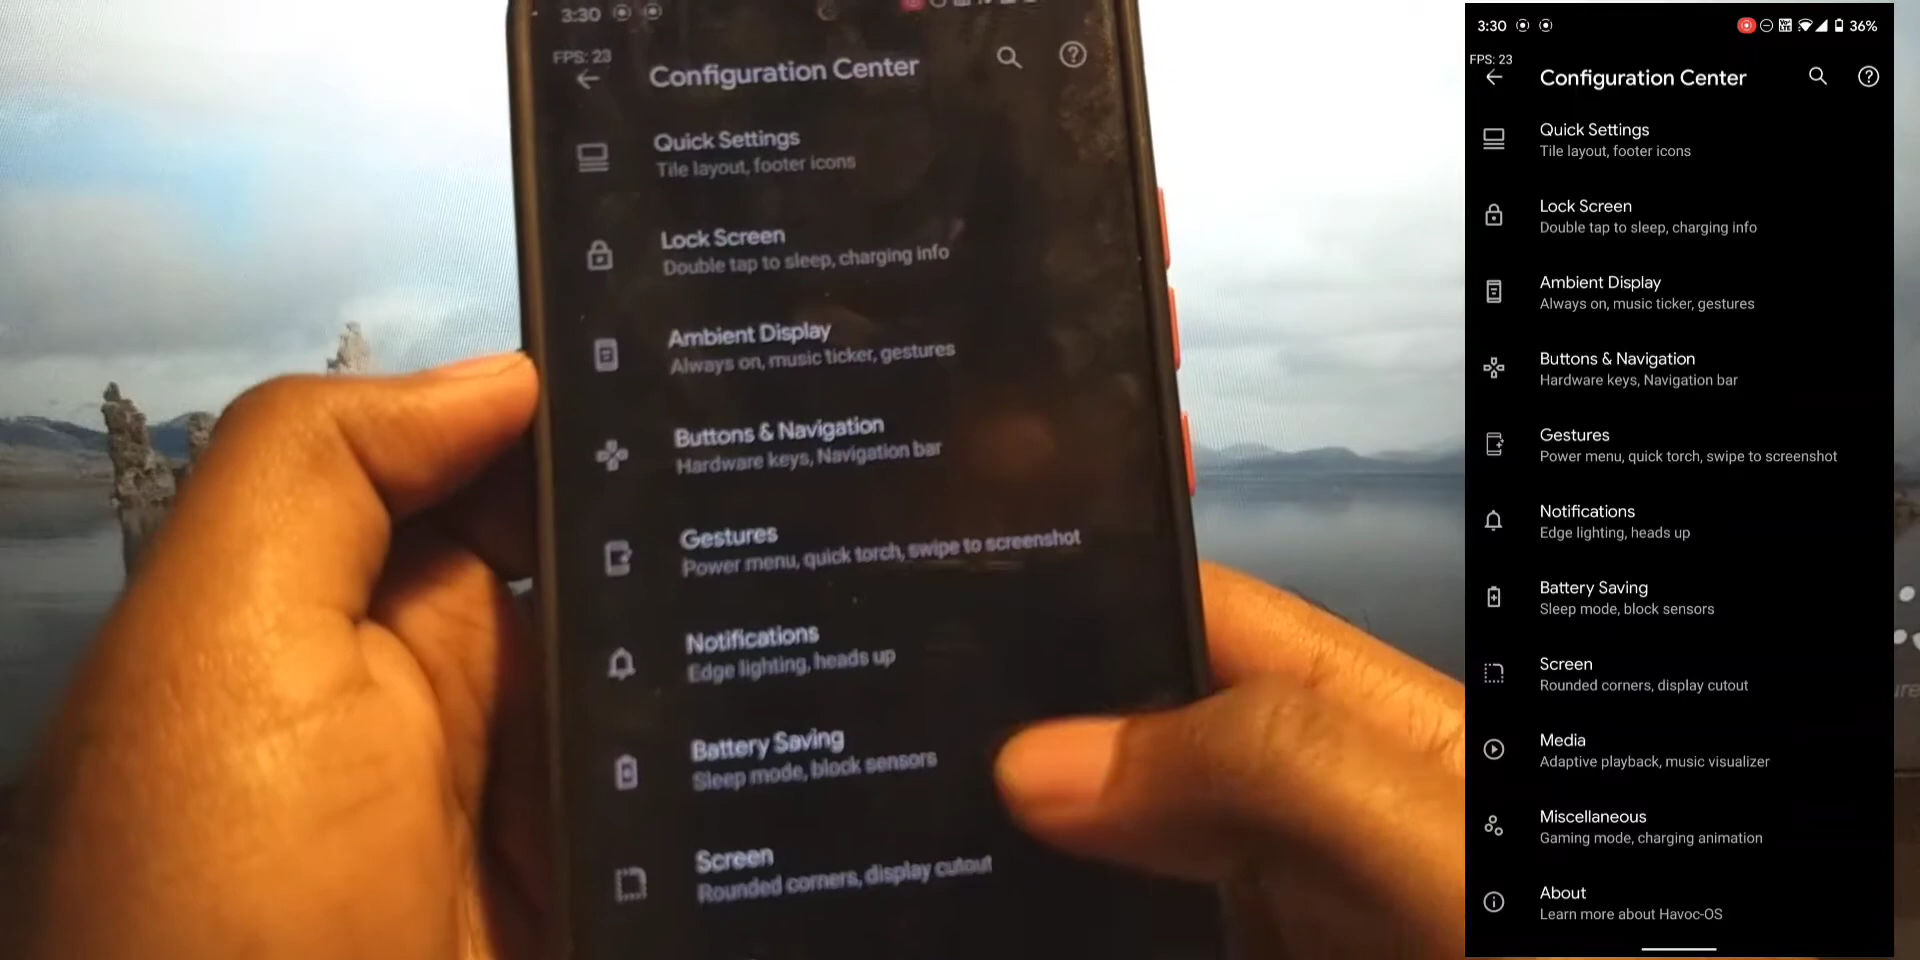 3:30
FPS: 23
Configuration Center
Quick Settings
Tile layout, footer icons
Lock Screen
Double tap to sleep, charging info
Ambient Display
Always on, music ticker, gestures
Buttons & Navigation
Hardware keys, Navigation bar
Gestures
Power menu, quick torch, swipe to screenshot
Notifications
Edge lighting, heads up
Battery Saving
Sleep mode, block sensors
Screen
Rounded corners, display cutout
3:30
36%
FPS: 23
Configuration Center
Quick Settings
Tile layout, footer icons
Lock Screen
Double tap to sleep, charging info
Ambient Display
Always on, music ticker, gestures
Buttons & Navigation
Hardware keys, Navigation bar
Gestures
Power menu, quick torch, swipe to screenshot
Notifications
Edge lighting, heads up
Battery Saving
Sleep mode, block sensors
Screen
Rounded corners, display cutout
Media
Adaptive playback, music visualizer
Miscellaneous
Gaming mode, charging animation
About
Learn more about Havoc-OS